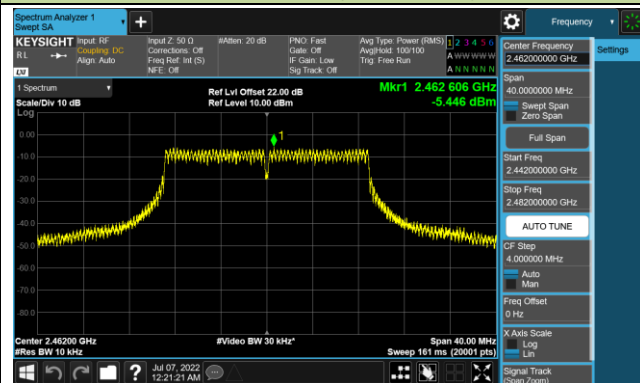 Spectrum Analyzer 1
Swept SA
+
Frequency
KEYSIGHT
RL
LXI
Input: RF
Coupling: DC
Align: Auto
Input Z: 50 Ω
Corrections: Off
Freq Ref: Int (S)
NFE: Off
#Atten: 20 dB
PNO: Fast
Gate: Off
IF Gain: Low
Sig Track: Off
Avg Type: Power (RMS)
Avg|Hold: 100/100
Trig: Free Run
1 2 3 4 5 6
A W W W W W
A N N N N N
Center Frequency
2.462000000 GHz
Settings
Span
40.0000000 MHz
Swept Span
Zero Span
Full Span
Start Freq
2.442000000 GHz
Stop Freq
2.482000000 GHz
AUTO TUNE
CF Step
4.000000 MHz
Auto
Man
Freq Offset
0 Hz
X Axis Scale
Log
Lin
Signal Track
(Span Zoom)
1 Spectrum
Scale/Div 10 dB
Log
Ref Lvl Offset 22.00 dB
Ref Level 10.00 dBm
Mkr1 2.462 606 GHz
-5.446 dBm
1
0.00
-10.0
-20.0
-30.0
-40.0
-50.0
-60.0
-70.0
-80.0
Center 2.46200 GHz
#Res BW 10 kHz
#Video BW 30 kHz*
Span 40.00 MHz
Sweep 161 ms (20001 pts)
?
Jul 07, 2022
12:21:21 AM